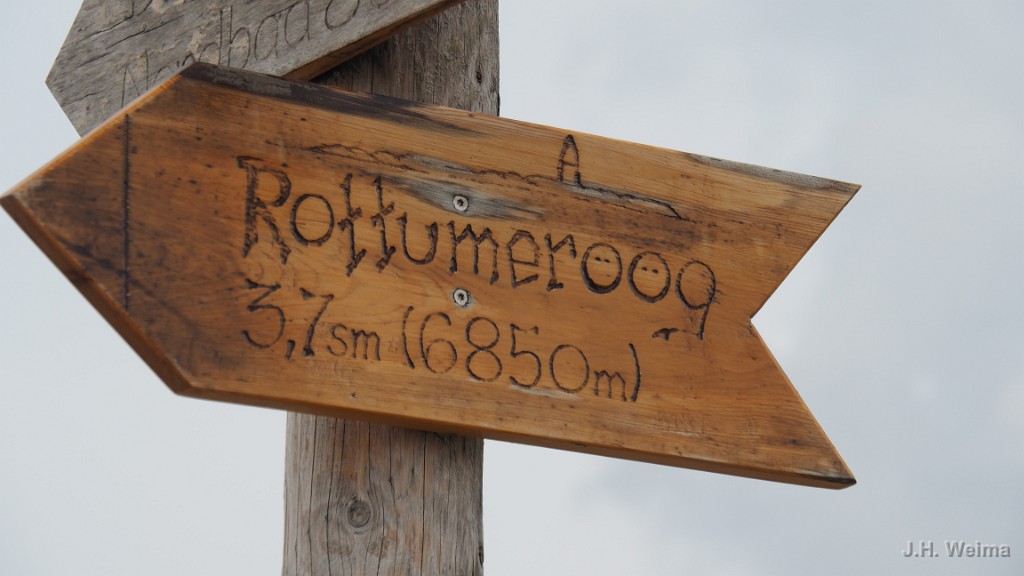 Rottumeroog
3,7sm (6850m)
J.H. Weima